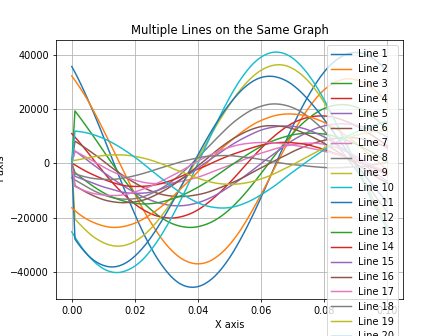 Multiple Lines on the Same Graph
40000
20000
0
−20000
−40000
0.00
0.02
0.04
0.06
0.08
X axis
axis
Line 1
Line 2
Line 3
Line 4
Line 5
Line 6
Line 7
Line 8
Line 9
Line 10
Line 11
Line 12
Line 13
Line 14
Line 15
Line 16
Line 17
Line 18
Line 19
Line 20